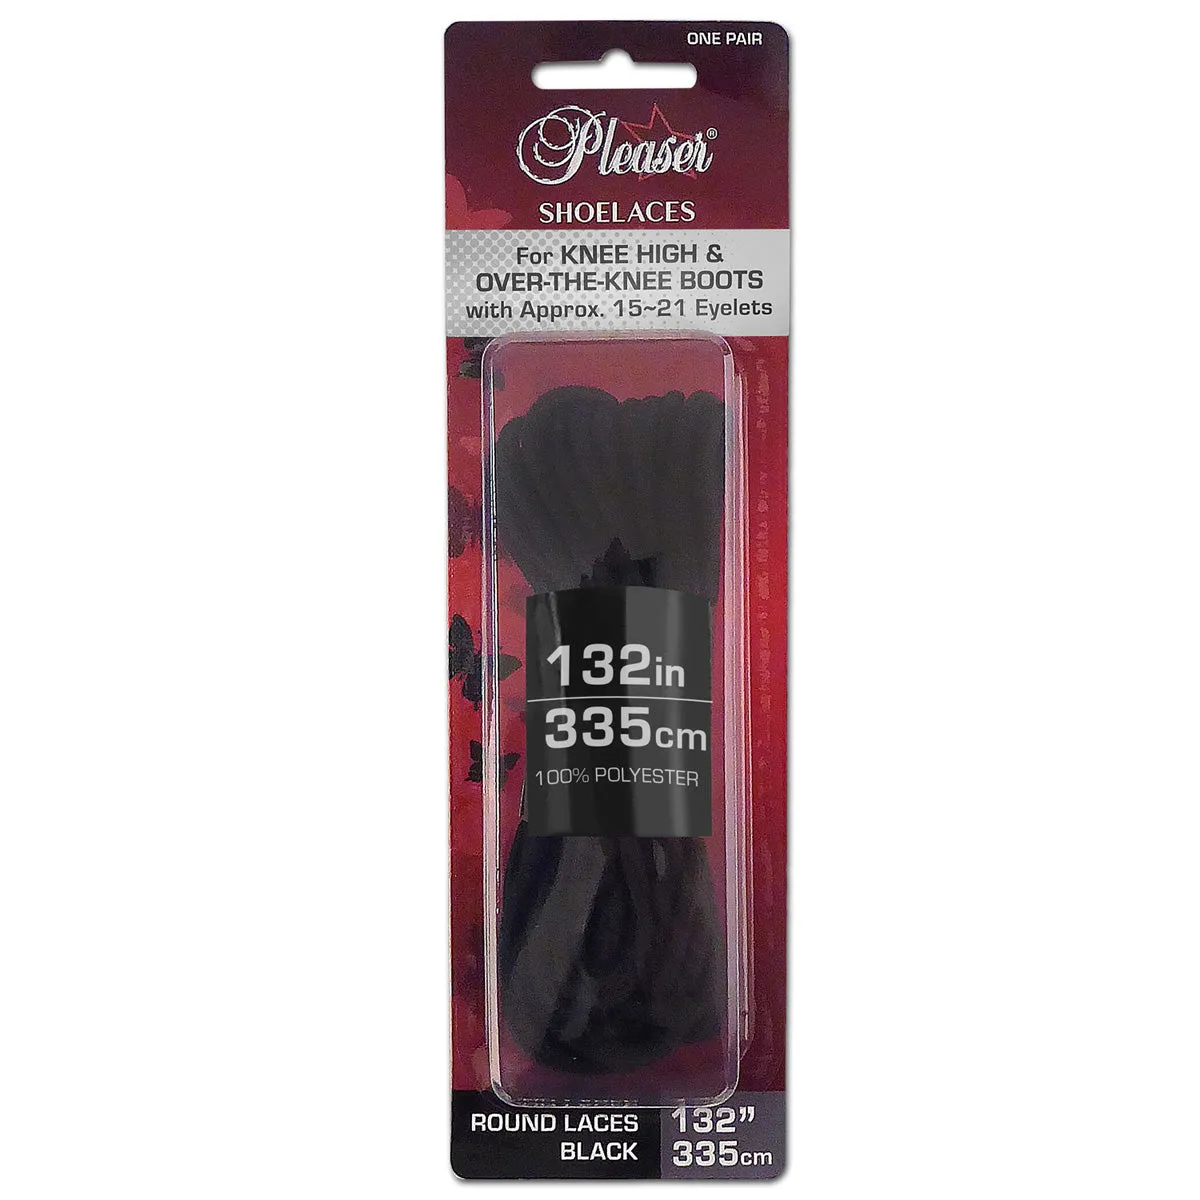 ONE PAIR
Pleaser®
SHOELACES
For KNEE HIGH &
OVER-THE-KNEE BOOTS
with Approx. 15~21 Eyelets
132in
335cm
100% POLYESTER
ROUND LACES
BLACK
132”
335cm